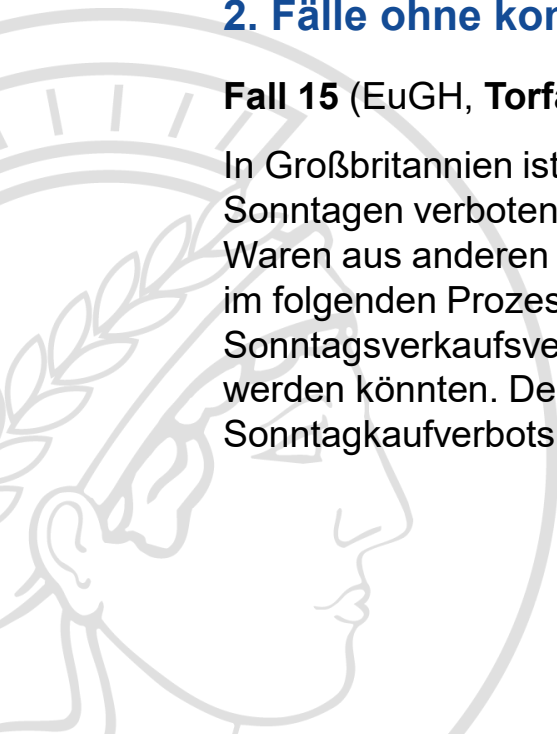 2. Fälle ohne kon
Fall 15 (EuGH, Torfa
In Großbritannien ist
Sonntagen verboten
Waren aus anderen
im folgenden Prozes
Sonntagsverkaufsve
werden könnten. De
Sonntagkaufverbots